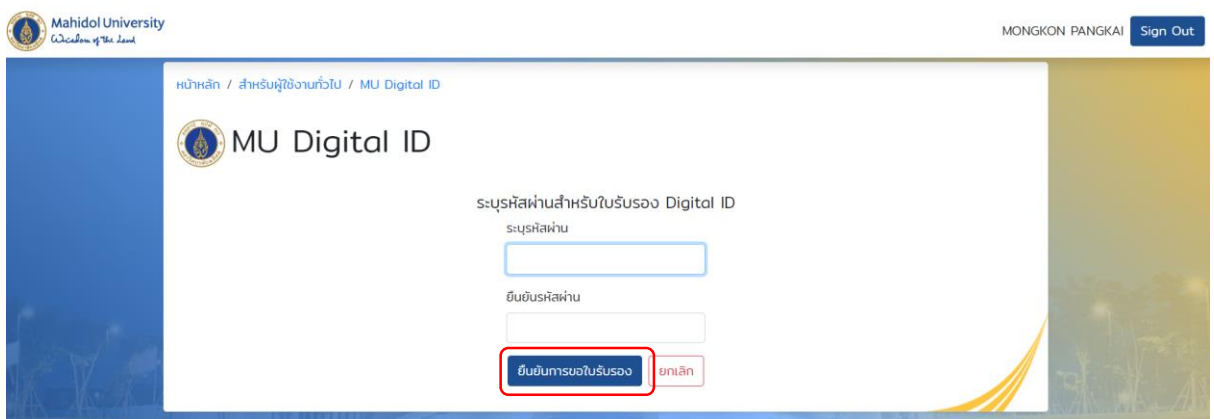 Mahidol University
Wisdom of the Land
MONGKON PANGKAI
Sign Out
หน้าหลัก / สำหรับผู้ใช้งานทั่วไป / MU Digital ID
MU Digital ID
ระบุรหัสผ่านสำหรับใบรับรอง Digital ID
ระบุรหัสผ่าน
ยืนยันรหัสผ่าน
ยืนยันการขอใบรับรอง
ยกเลิก